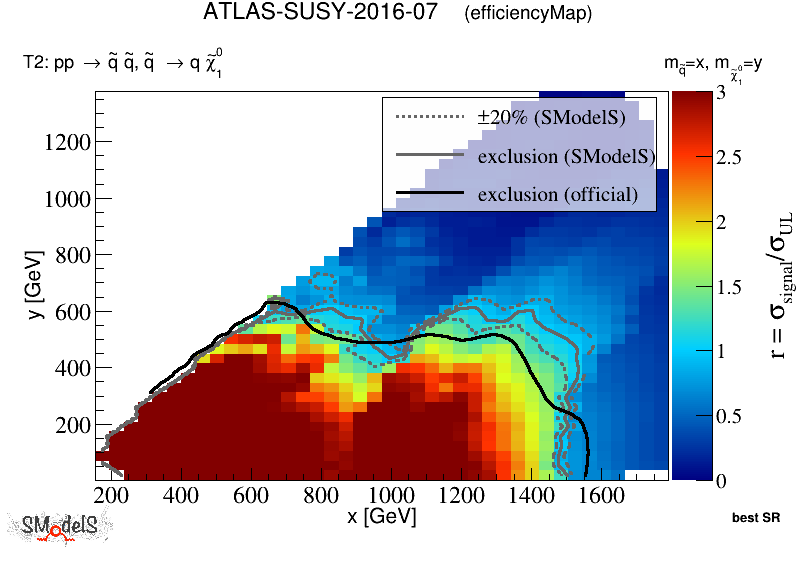 ATLAS-SUSY-2016-07 (efficiencyMap)
T2: pp → q̃ q̃, q̃ → q χ̃₁⁰
m_q̃=x, m_χ̃₁⁰=y
±20% (SModelS)
exclusion (SModelS)
exclusion (official)
1200
1000
800
600
400
200
y [GeV]
200 400 600 800 1000 1200 1400 1600
x [GeV]
3
2.5
2
1.5
1
0.5
0
r = σ_signal/σ_UL
SModelS
best SR